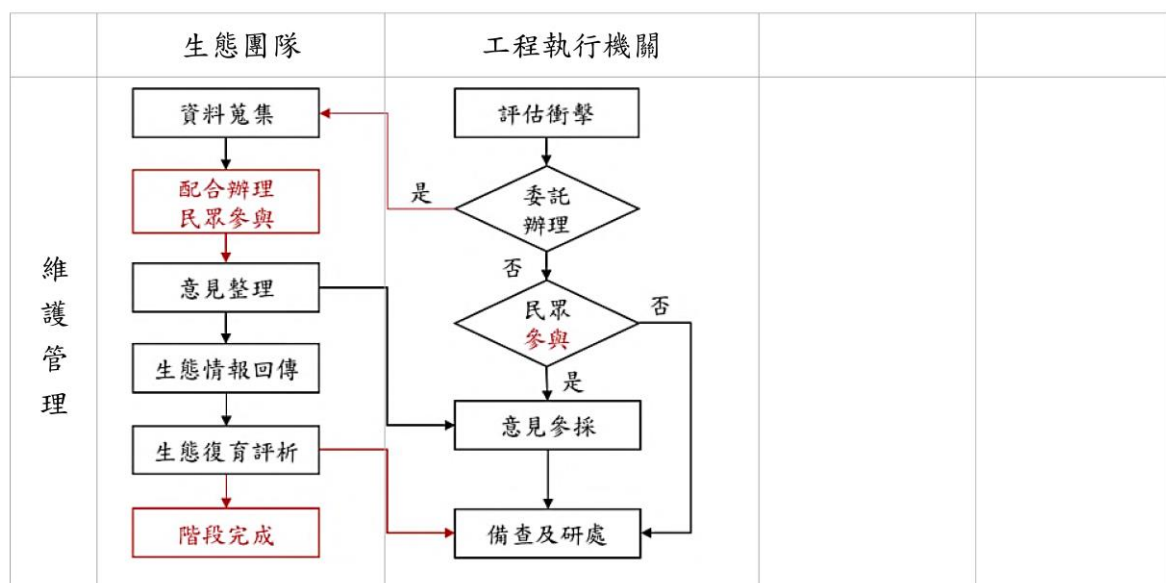 生態團隊
工程執行機關
維護管理
資料蒐集
配合辦理
民眾參與
意見整理
生態情報回傳
生態復育評析
階段完成
評估衝擊
委託
辦理
是
否
民眾
參與
否
是
意見參採
備查及研處